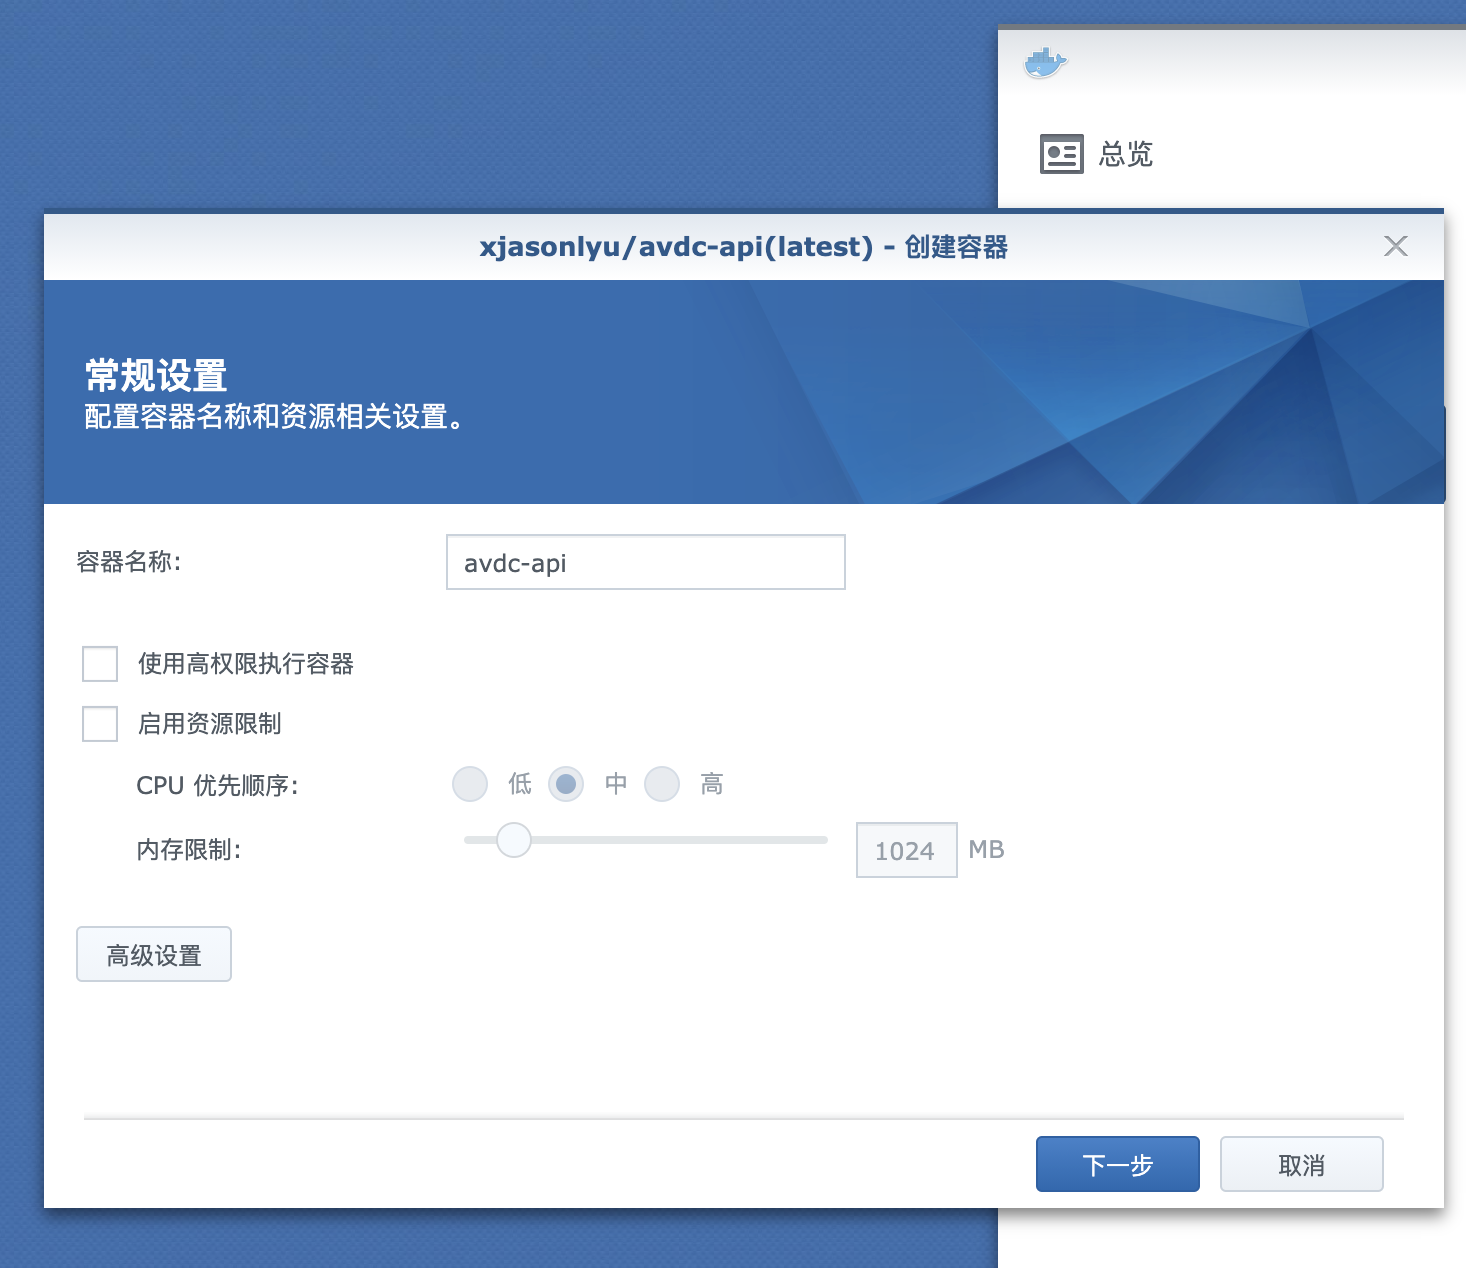 总览
xjasonlyu/avdc-api(latest) - 创建容器
常规设置
配置容器名称和资源相关设置。
容器名称: avdc-api
使用高权限执行容器
启用资源限制
CPU 优先顺序: 低 中 高
内存限制: 1024 MB
高级设置
下一步 取消